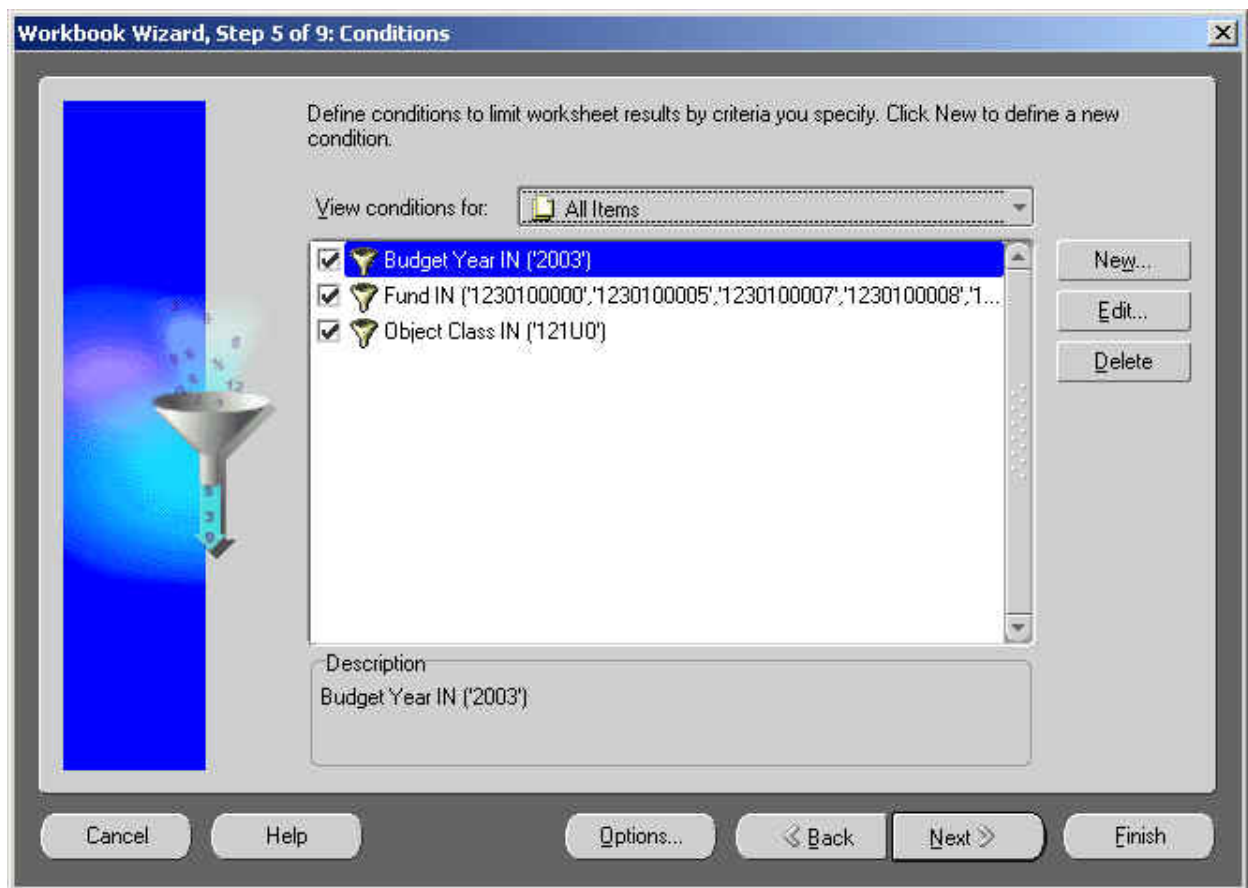 Workbook Wizard, Step 5 of 9: Conditions
Define conditions to limit worksheet results by criteria you specify. Click New to define a new
condition.
View conditions for:
All Items
Budget Year IN ('2003')
Fund IN ('1230100000','1230100005','1230100007','1230100008','1...
Object Class IN ('121U0')
New...
Edit...
Delete
Description
Budget Year IN ('2003')
Cancel
Help
Options...
Back
Next
Finish